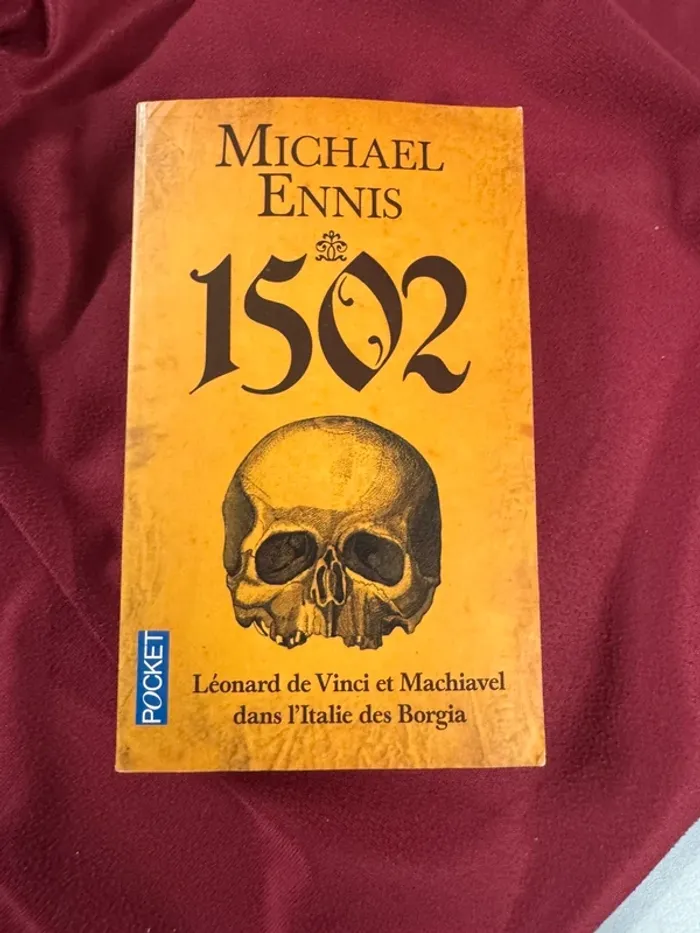 MICHAEL
ENNIS
1502
POCKET
Léonard de Vinci et Machiavel
dans l'Italie des Borgia